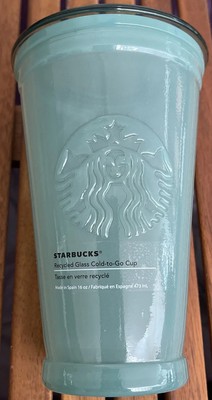 STARBUCKS®
Recycled Glass Cold-to-Go Cup
Tasse en verre recyclé
Made in Spain 16 oz / Fabriqué en Espagne 473 mL